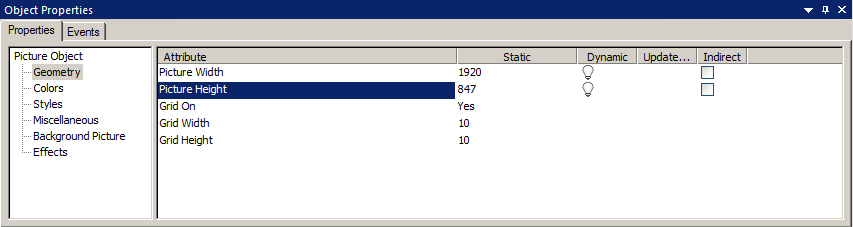 Object Properties
Properties Events
Picture Object
Geometry
Colors
Styles
Miscellaneous
Background Picture
Effects
Attribute Static Dynamic Update... Indirect
Picture Width 1920
Picture Height 847
Grid On Yes
Grid Width 10
Grid Height 10